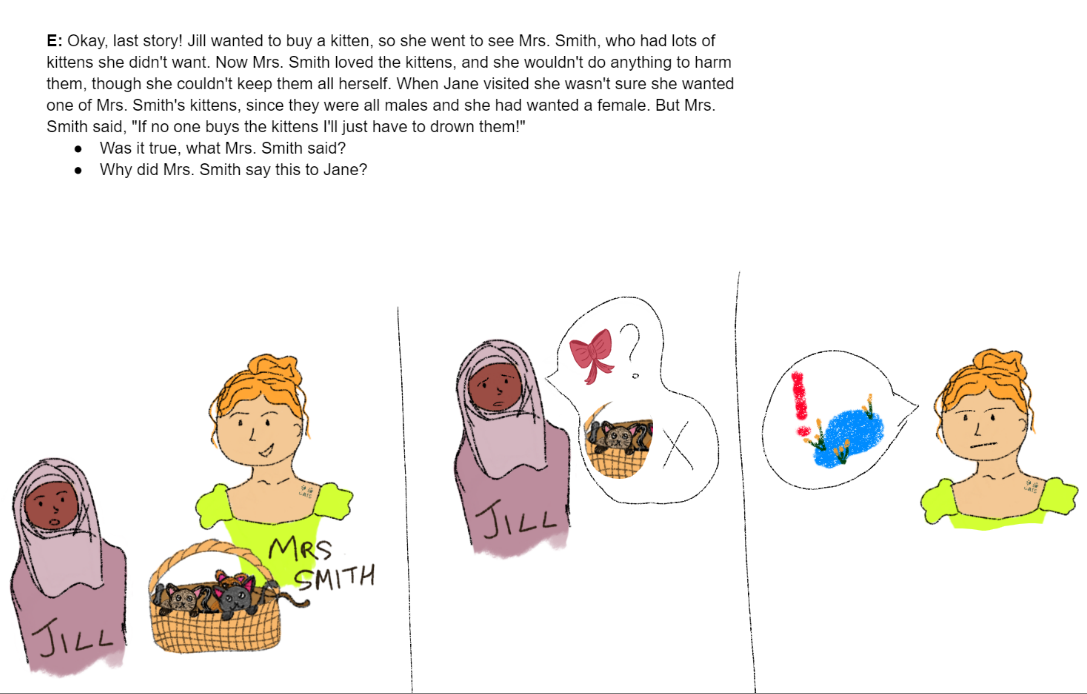 E: Okay, last story! Jill wanted to buy a kitten, so she went to see Mrs. Smith, who had lots of
kittens she didn't want. Now Mrs. Smith loved the kittens, and she wouldn't do anything to harm
them, though she couldn't keep them all herself. When Jane visited she wasn't sure she wanted
one of Mrs. Smith's kittens, since they were all males and she had wanted a female. But Mrs.
Smith said, "If no one buys the kittens I'll just have to drown them!"
● Was it true, what Mrs. Smith said?
● Why did Mrs. Smith say this to Jane?
?
X
JILL
MRS
SMITH
JILL